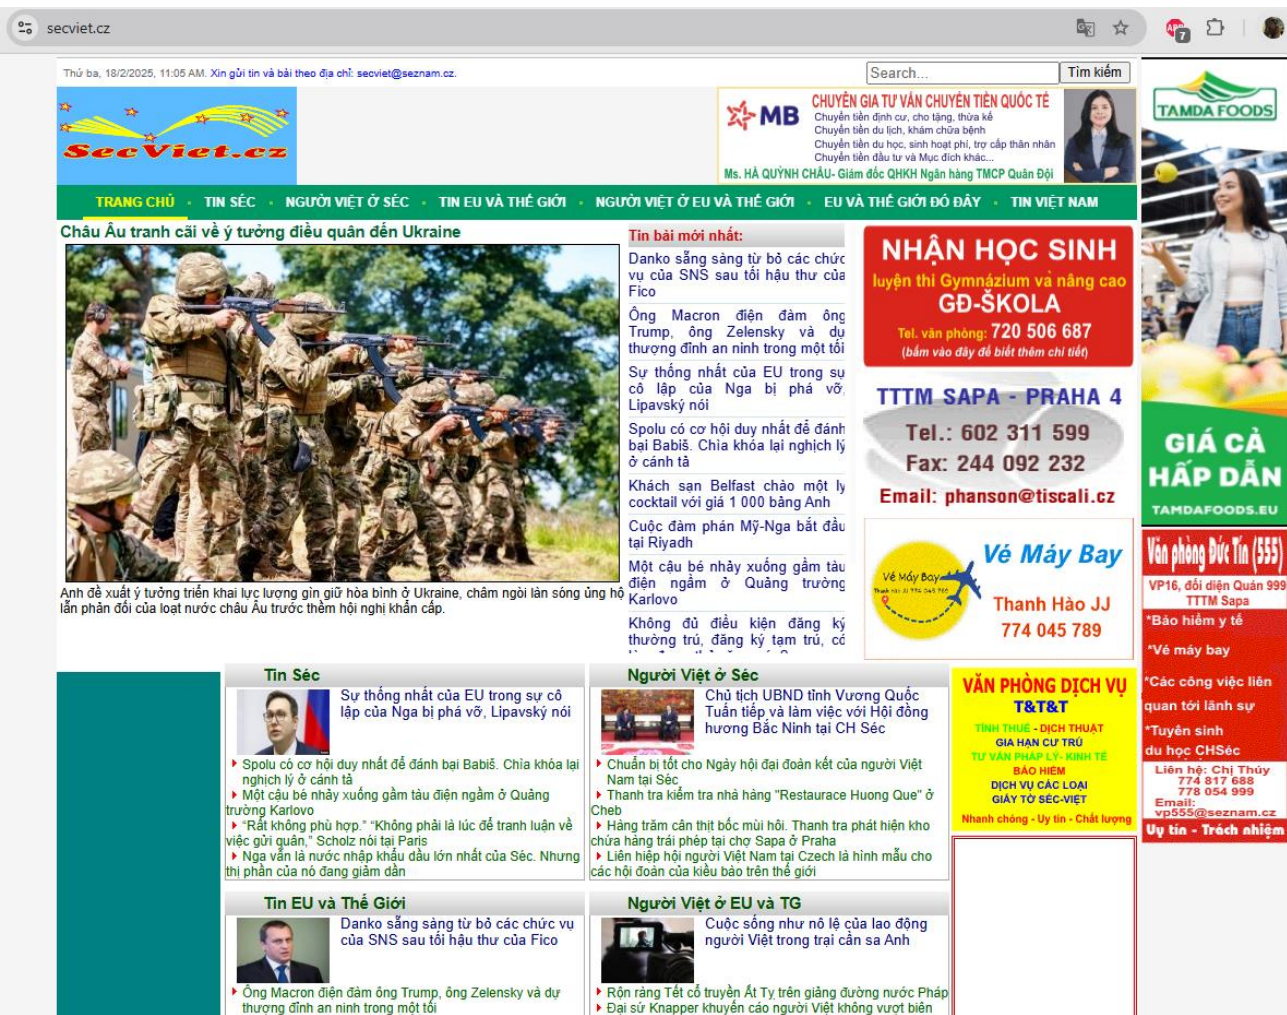 secviet.cz
7
Thứ ba, 18/2/2025, 11:05 AM. Xin gửi tin và bài theo địa chỉ: secviet@seznam.cz.
Search...
Tìm kiếm
SecViet.cz
MB
CHUYÊN GIA TƯ VẤN CHUYỂN TIỀN QUỐC TẾ
Chuyển tiền định cư, cho tặng, thừa kế
Chuyển tiền du lịch, khám chữa bệnh
Chuyển tiền du học, sinh hoạt phí, trợ cấp thân nhân
Chuyển tiền đầu tư và Mục đích khác...
Ms. HÀ QUỲNH CHÂU- Giám đốc QHKH Ngân hàng TMCP Quân Đội
TRANG CHỦ
TIN SÉC
NGƯỜI VIỆT Ở SÉC
TIN EU VÀ THẾ GIỚI
NGƯỜI VIỆT Ở EU VÀ THẾ GIỚI
EU VÀ THẾ GIỚI ĐÓ ĐÂY
TIN VIỆT NAM
Châu Âu tranh cãi về ý tưởng điều quân đến Ukraine
Anh đề xuất ý tưởng triển khai lực lượng gìn giữ hòa bình ở Ukraine, châm ngòi làn sóng ủng hộ
lẫn phản đối của loạt nước châu Âu trước thềm hội nghị khẩn cấp.
Tin bài mới nhất:
Danko sẵng sàng từ bỏ các chức
vụ của SNS sau tối hậu thư của
Fico
Ông Macron điện đàm ông
Trump, ông Zelensky và dự
thượng đỉnh an ninh trong một tối
Sự thống nhất của EU trong sự
cô lập của Nga bị phá vỡ,
Lipavský nói
Spolu có cơ hội duy nhất để đánh
bại Babiš. Chìa khóa lại nghịch lý
ở cánh tả
Khách sạn Belfast chào một ly
cocktail với giá 1 000 bảng Anh
Cuộc đàm phán Mỹ-Nga bắt đầu
tại Riyadh
Một cậu bé nhảy xuống gầm tàu
điện ngầm ở Quảng trường
Karlovo
Không đủ điều kiện đăng ký
thường trú, đăng ký tạm trú, có
NHẬN HỌC SINH
luyện thi Gymnázium và nâng cao
GĐ-ŠKOLA
Tel. văn phòng: 720 506 687
(bấm vào đây để biết thêm chi tiết)
TTTM SAPA - PRAHA 4
Tel.: 602 311 599
Fax: 244 092 232
Email: phanson@tiscali.cz
Vé Máy Bay
Thanh Hào JJ 774 045 789
Vé Máy Bay
Thanh Hào JJ
774 045 789
TAMDA FOODS
GIÁ CẢ
HẤP DẪN
TAMDAFOODS.EU
Văn phòng Đức Tín (555)
VP16, đối diện Quán 999
TTTM Sapa
*Bảo hiểm y tế
*Vé máy bay
*Các công việc liên
quan tới lãnh sự
*Tuyển sinh
du học CHSéc
Liên hệ: Chị Thúy
774 817 688
778 054 999
Email:
vp555@seznam.cz
Uy tín - Trách nhiệm
Tin Séc
Sự thống nhất của EU trong sự cô
lập của Nga bị phá vỡ, Lipavský nói
Spolu có cơ hội duy nhất để đánh bại Babiš. Chìa khóa lại
nghịch lý ở cánh tả
Một cậu bé nhảy xuống gầm tàu điện ngầm ở Quảng
trường Karlovo
“Rất không phù hợp.” “Không phải là lúc để tranh luận về
việc gửi quân,” Scholz nói tại Paris
Nga vẫn là nước nhập khẩu dầu lớn nhất của Séc. Nhưng
thị phần của nó đang giảm dần
Người Việt ở Séc
Chủ tịch UBND tỉnh Vương Quốc
Tuấn tiếp và làm việc với Hội đồng
hương Bắc Ninh tại CH Séc
Chuẩn bị tốt cho Ngày hội đại đoàn kết của người Việt
Nam tại Séc
Thanh tra kiểm tra nhà hàng "Restaurace Huong Que" ở
Cheb
Hàng trăm cân thịt bốc mùi hôi. Thanh tra phát hiện kho
chứa hàng trái phép tại chợ Sapa ở Praha
Liên hiệp hội người Việt Nam tại Czech là hình mẫu cho
các hội đoàn của kiều bào trên thế giới
VĂN PHÒNG DỊCH VỤ
T&T&T
TÍNH THUẾ - DỊCH THUẬT
GIA HẠN CƯ TRÚ
TƯ VẤN PHÁP LÝ- KINH TẾ
BẢO HIỂM
DỊCH VỤ CÁC LOẠI
GIẤY TỜ SÉC-VIỆT
Nhanh chóng - Uy tín - Chất lượng
Tin EU và Thế Giới
Danko sẵng sàng từ bỏ các chức vụ
của SNS sau tối hậu thư của Fico
Ông Macron điện đàm ông Trump, ông Zelensky và dự
thượng đỉnh an ninh trong một tối
Người Việt ở EU và TG
Cuộc sống như nô lệ của lao động
người Việt trong trại cần sa Anh
Rộn ràng Tết cổ truyền Ất Tỵ trên giảng đường nước Pháp
Đại sứ Knapper khuyến cáo người Việt không vượt biên